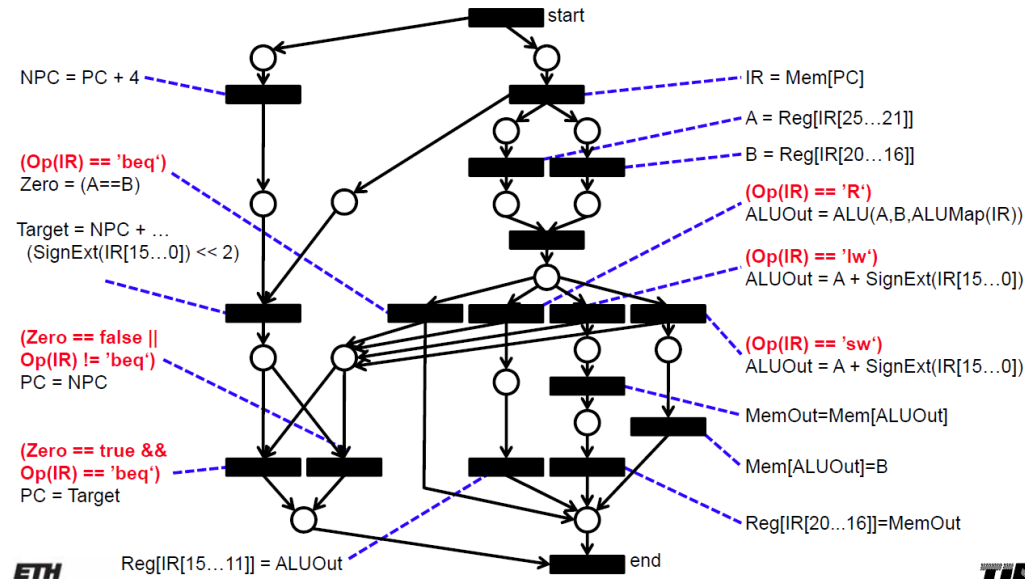 start
NPC = PC + 4
IR = Mem[PC]
A = Reg[IR[25…21]]
B = Reg[IR[20…16]]
(Op(IR) == 'beq‘)
Zero = (A==B)
(Op(IR) == 'R‘)
ALUOut = ALU(A,B,ALUMap(IR))
Target = NPC + …
(SignExt(IR[15…0]) << 2)
(Op(IR) == 'lw‘)
ALUOut = A + SignExt(IR[15…0])
(Zero == false ||
Op(IR) != 'beq‘)
PC = NPC
(Op(IR) == 'sw‘)
ALUOut = A + SignExt(IR[15…0])
MemOut=Mem[ALUOut]
(Zero == true &&
Op(IR) == 'beq‘)
PC = Target
Mem[ALUOut]=B
Reg[IR[20...16]]=MemOut
Reg[IR[15…11]] = ALUOut
end
ETH